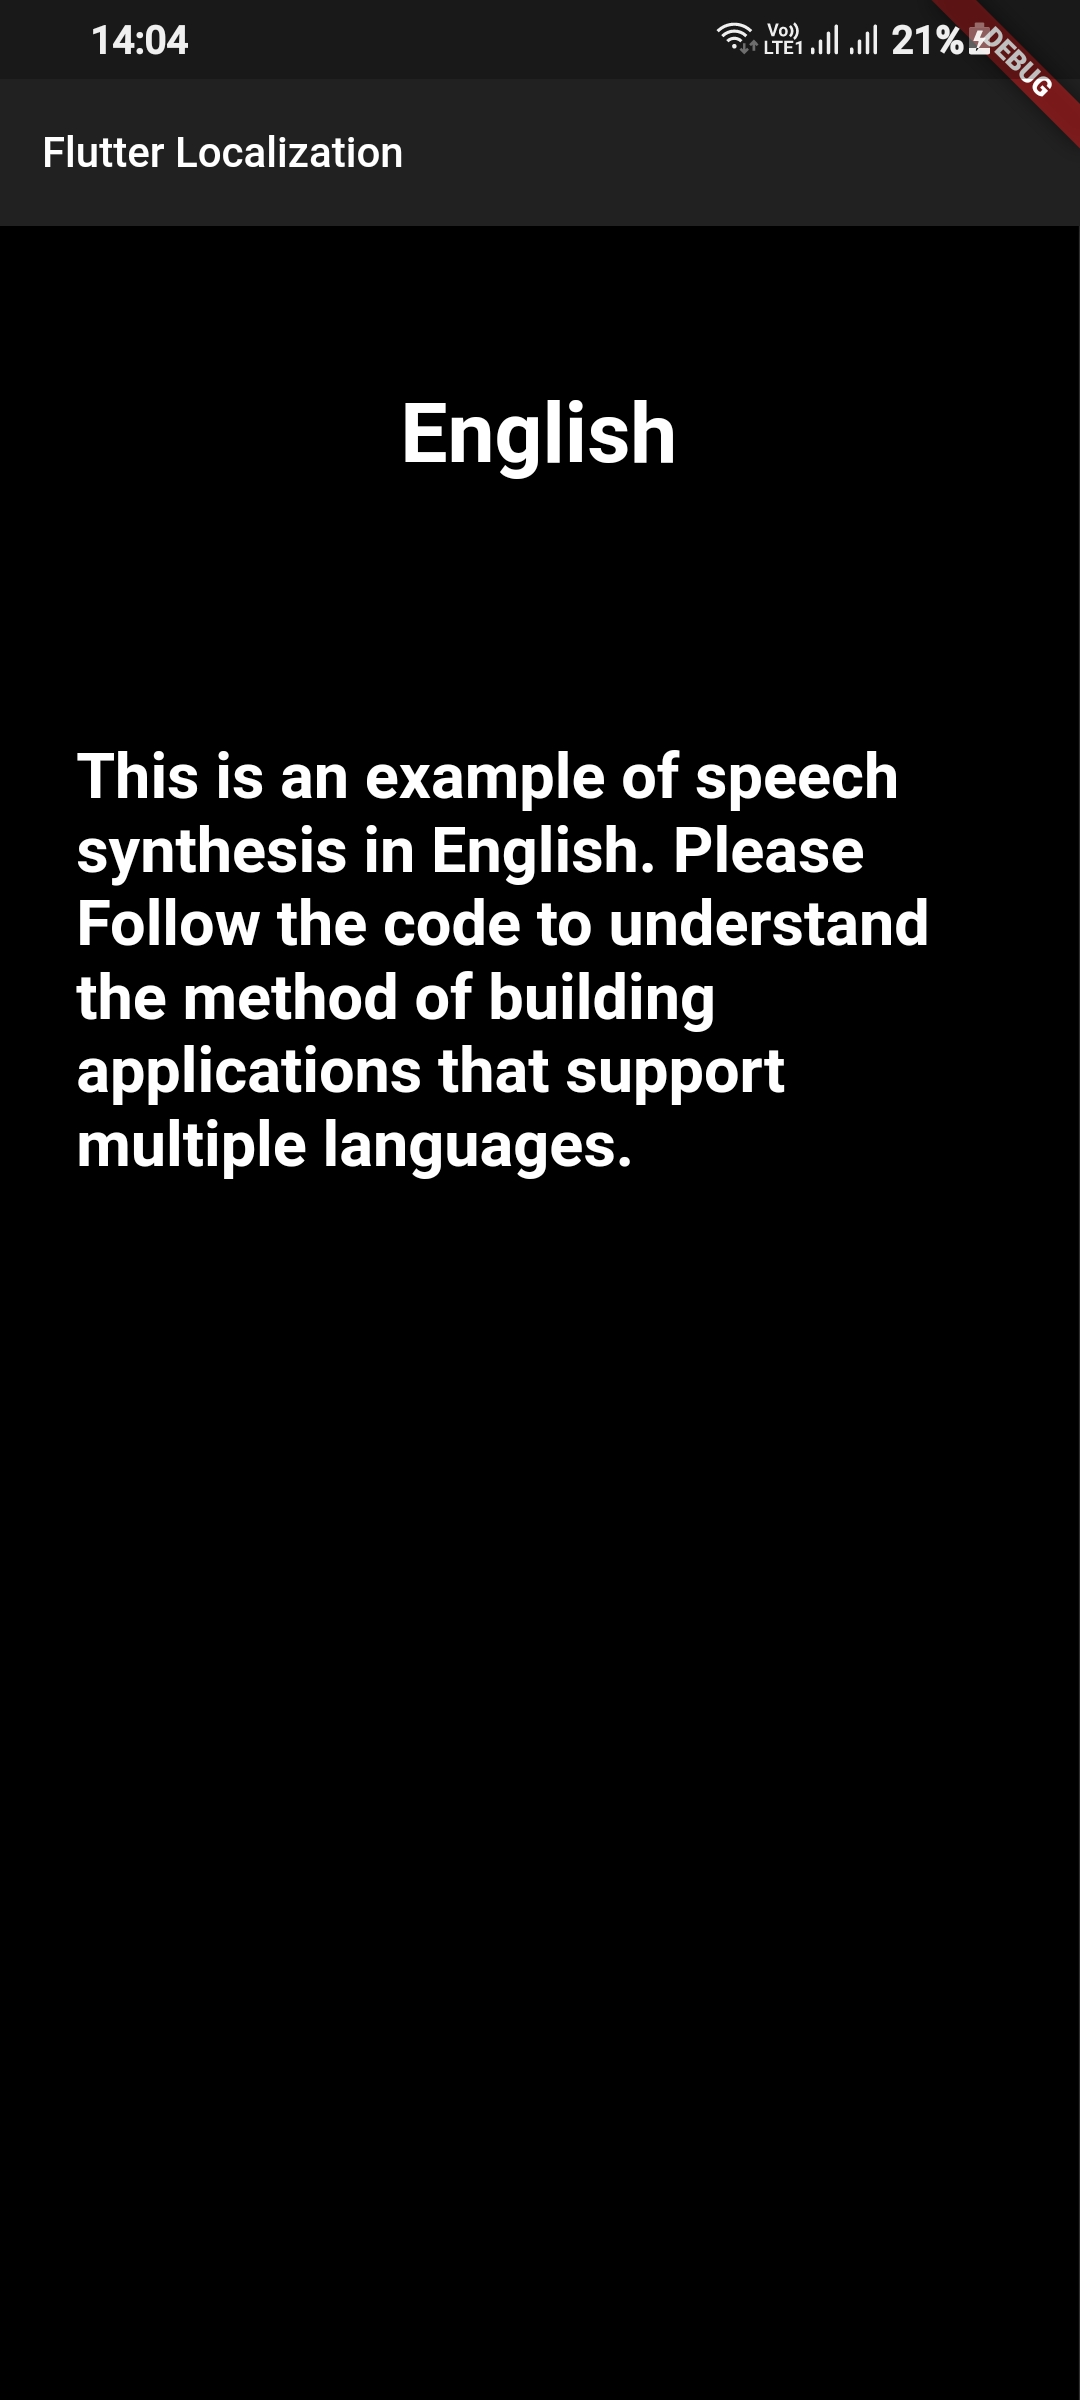 14:04 Vo)) LTE1 21%
DEBUG
Flutter Localization
English
This is an example of speech
synthesis in English. Please
Follow the code to understand
the method of building
applications that support
multiple languages.